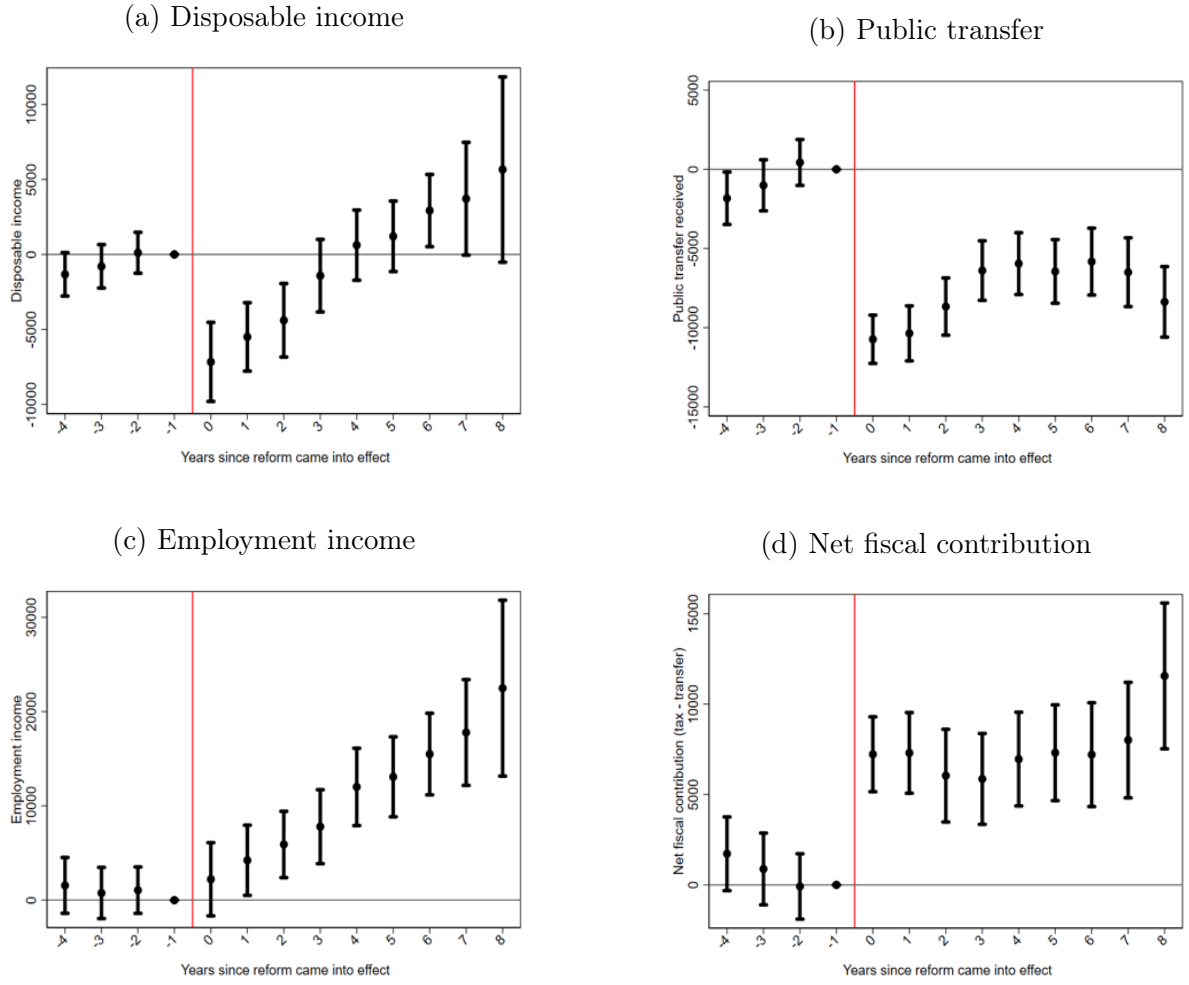 (a) Disposable income
Disposable income
10000
5000
0
-5000
-10000
-4 -3 -2 -1 0 1 2 3 4 5 6 7 8
Years since reform came into effect
(b) Public transfer
Public transfer received
5000
0
-5000
-10000
-15000
-4 -3 -2 -1 0 1 2 3 4 5 6 7 8
Years since reform came into effect
(c) Employment income
Employment income
30000
20000
10000
0
-4 -3 -2 -1 0 1 2 3 4 5 6 7 8
Years since reform came into effect
(d) Net fiscal contribution
Net fiscal contribution (tax - transfer)
15000
10000
5000
0
-4 -3 -2 -1 0 1 2 3 4 5 6 7 8
Years since reform came into effect